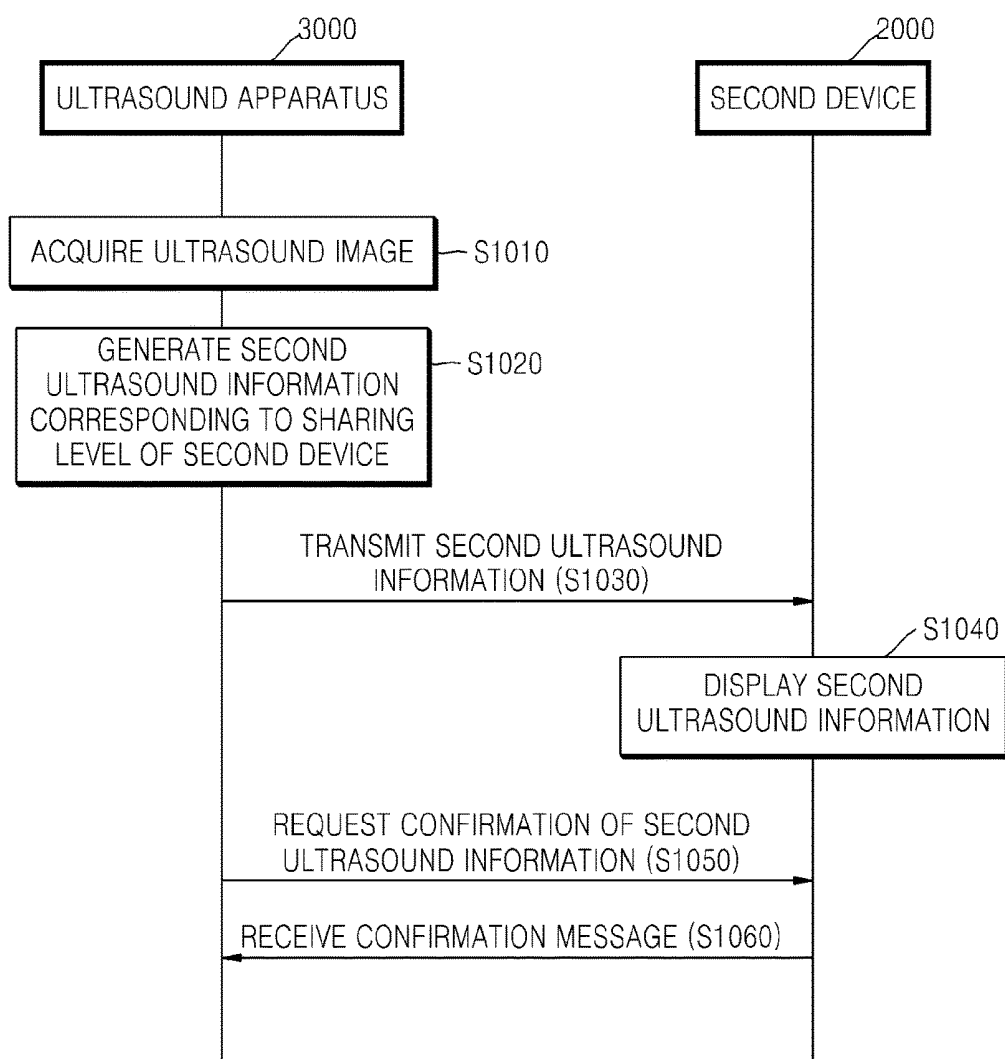 3000
2000
ULTRASOUND APPARATUS
SECOND DEVICE
ACQUIRE ULTRASOUND IMAGE
S1010
GENERATE SECOND
ULTRASOUND INFORMATION
CORRESPONDING TO SHARING
LEVEL OF SECOND DEVICE
S1020
TRANSMIT SECOND ULTRASOUND
INFORMATION (S1030)
S1040
DISPLAY SECOND
ULTRASOUND INFORMATION
REQUEST CONFIRMATION OF SECOND
ULTRASOUND INFORMATION (S1050)
RECEIVE CONFIRMATION MESSAGE (S1060)